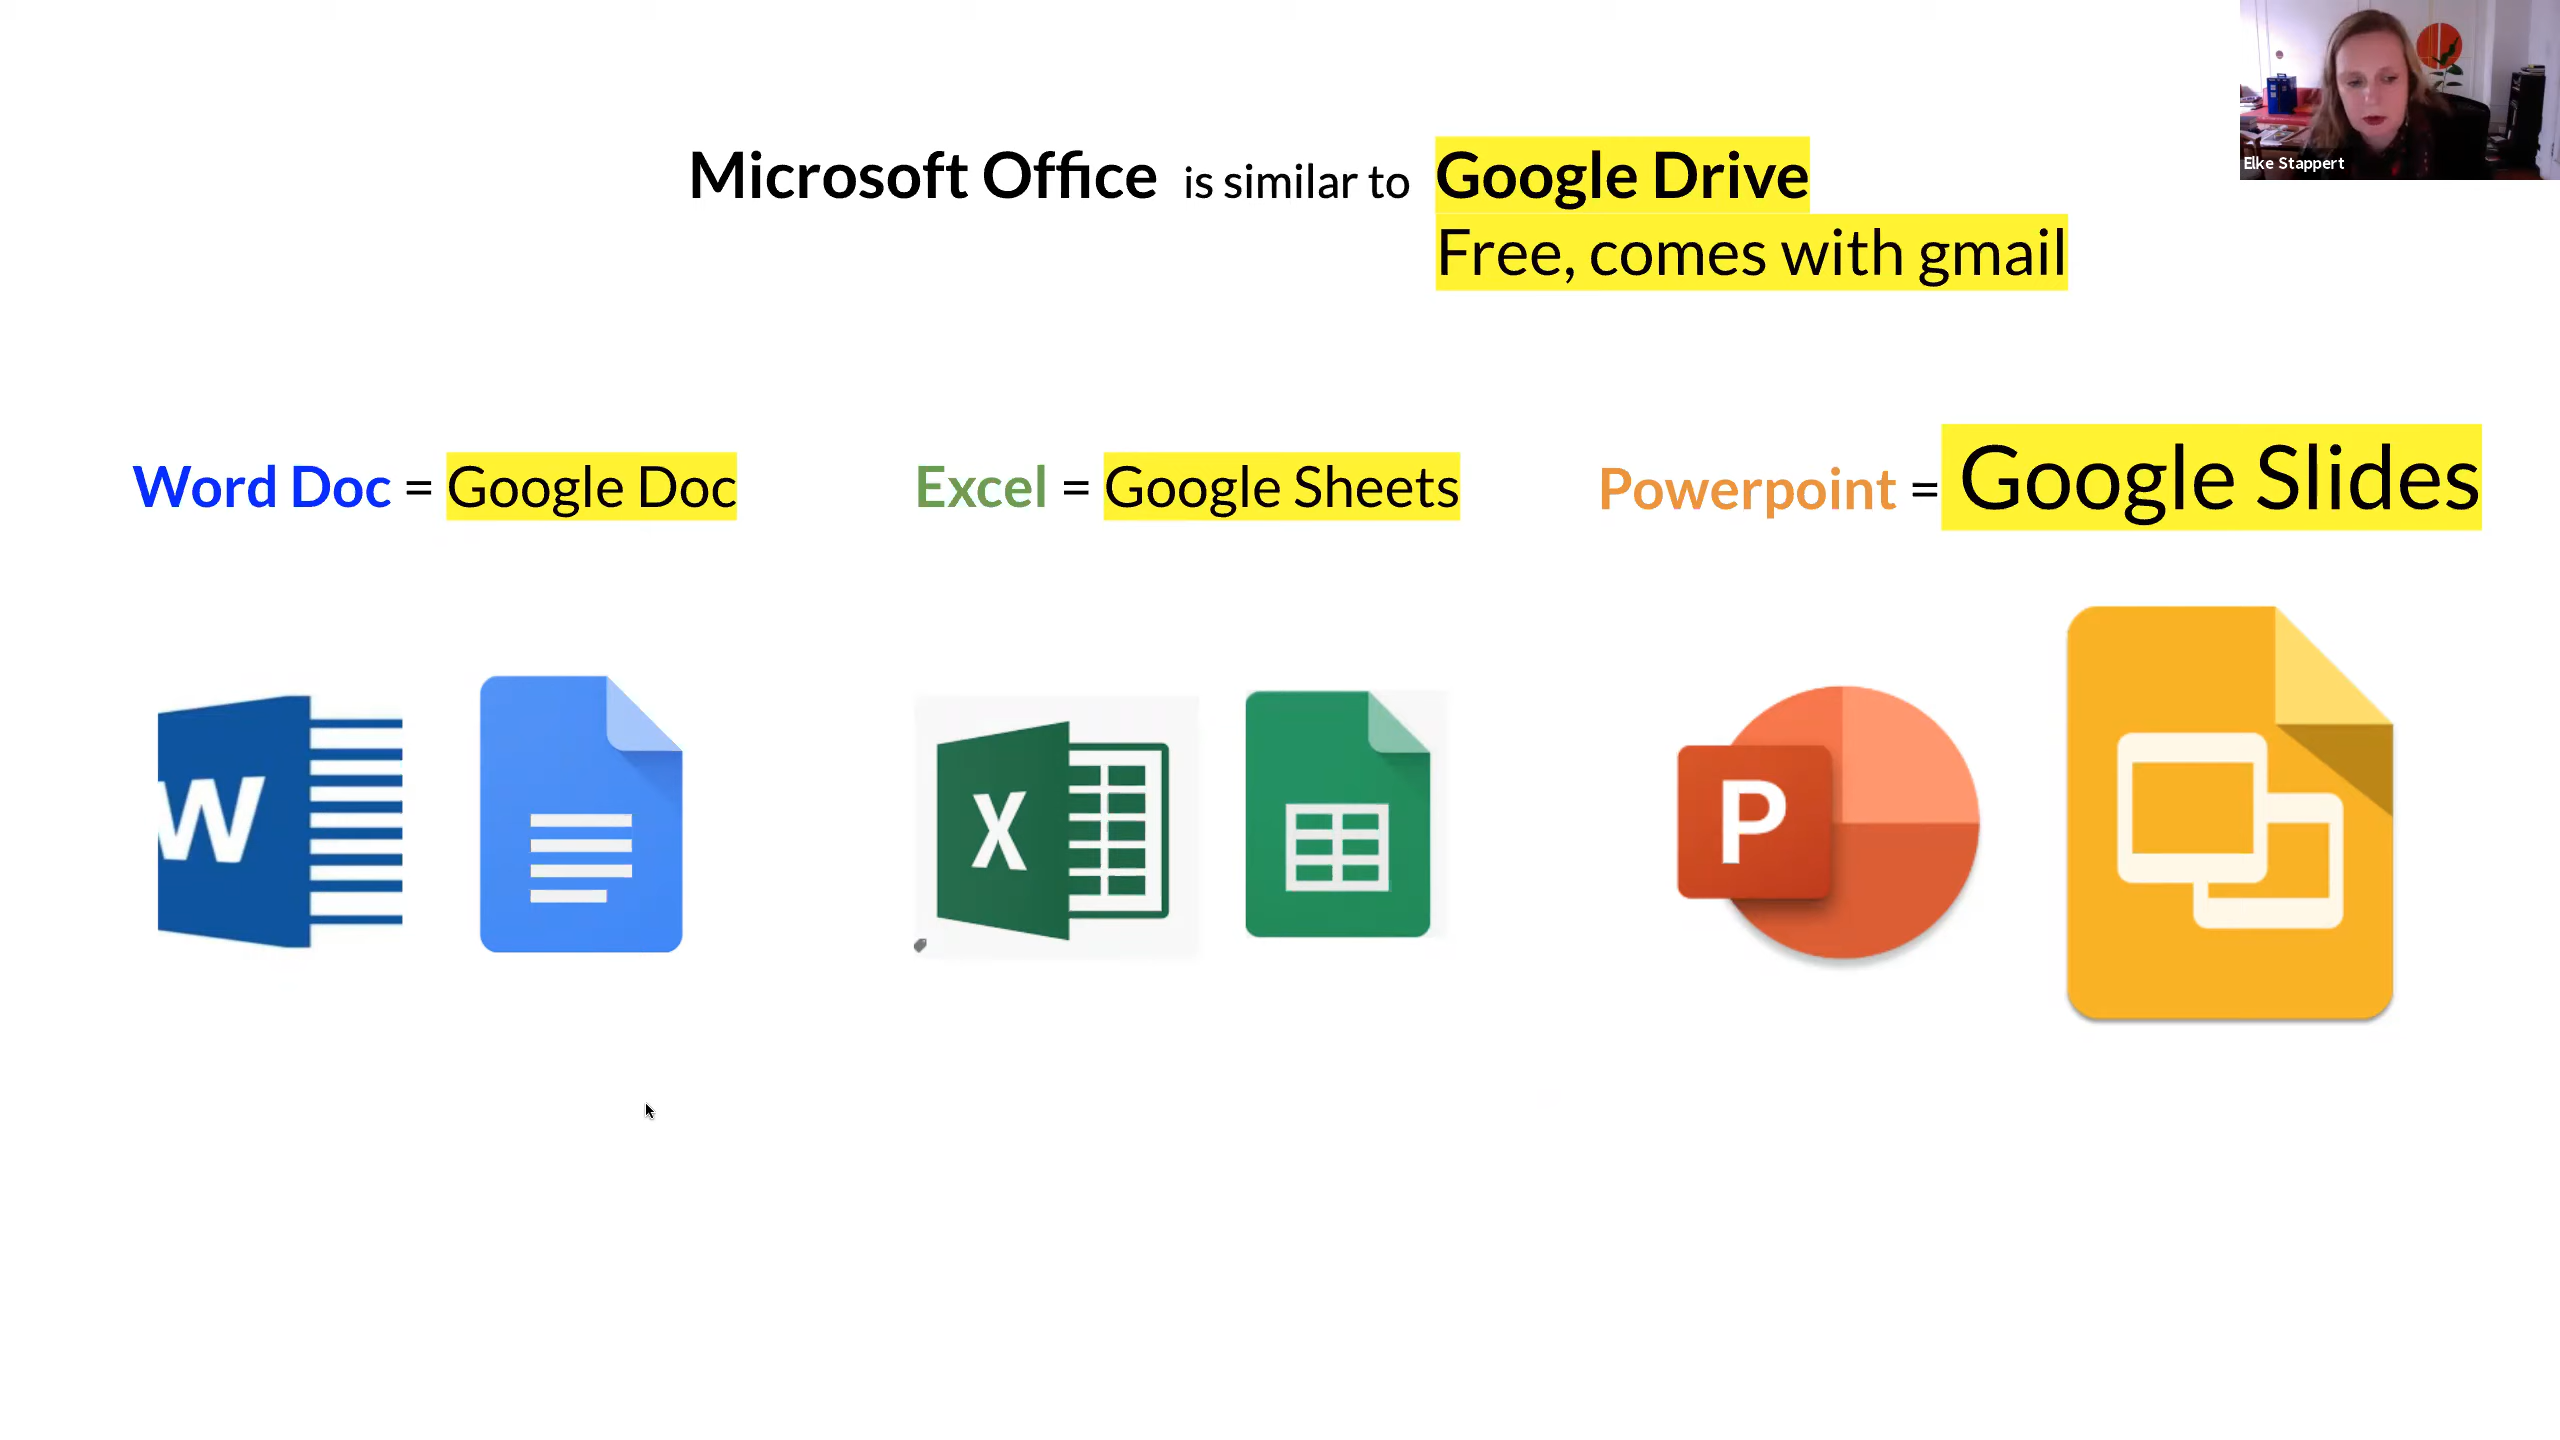 Microsoft Office is similar to Google Drive
Free, comes with gmail
Elke Stappert
Word Doc = Google Doc
Excel = Google Sheets
Powerpoint = Google Slides
W
X
P